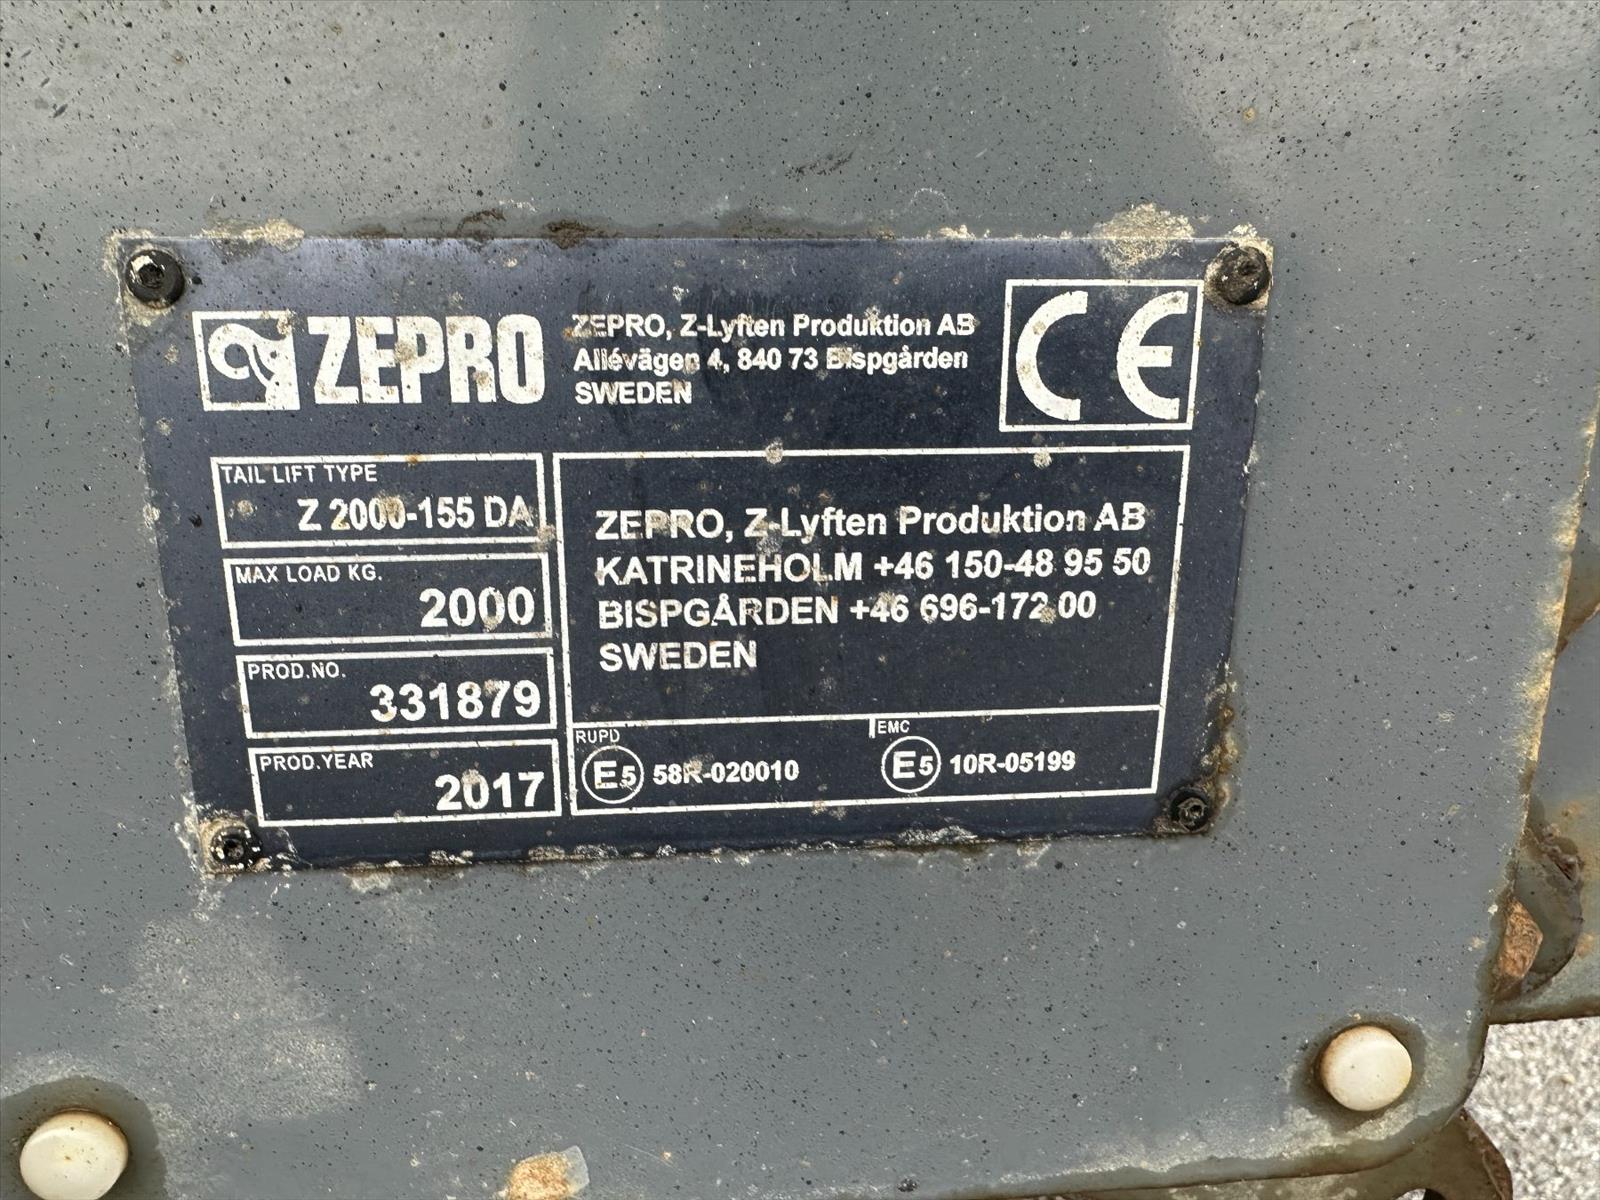 ZEPRO
ZEPRO, Z-Lyften Produktion AB
Allévägen 4, 840 73 Bispgården
SWEDEN
CE
TAIL LIFT TYPE
Z 2000-155 DA
MAX LOAD KG.
2000
PROD.NO.
331879
PROD.YEAR
2017
ZEPRO, Z-Lyften Produktion AB
KATRINEHOLM +46 150-48 95 50
BISPGÅRDEN +46 696-172 00
SWEDEN
RUPD
E5 58R-020010
EMC
E5 10R-05199